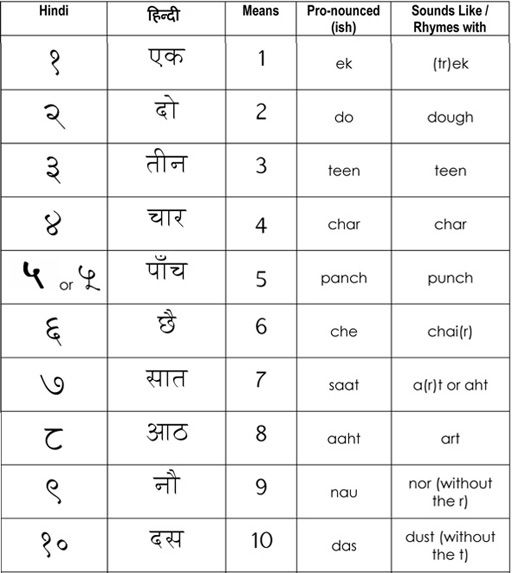 Hindi हिन्दी Means Pro-nounced (ish) Sounds Like / Rhymes with
१ एक 1 ek (tr)ek
२ दो 2 do dough
३ तीन 3 teen teen
४ चार 4 char char
५ or ५ पाँच 5 panch punch
६ छै 6 che chai(r)
७ सात 7 saat a(r)t or aht
८ आठ 8 aaht art
९ नौ 9 nau nor (without the r)
१० दस 10 das dust (without the t)